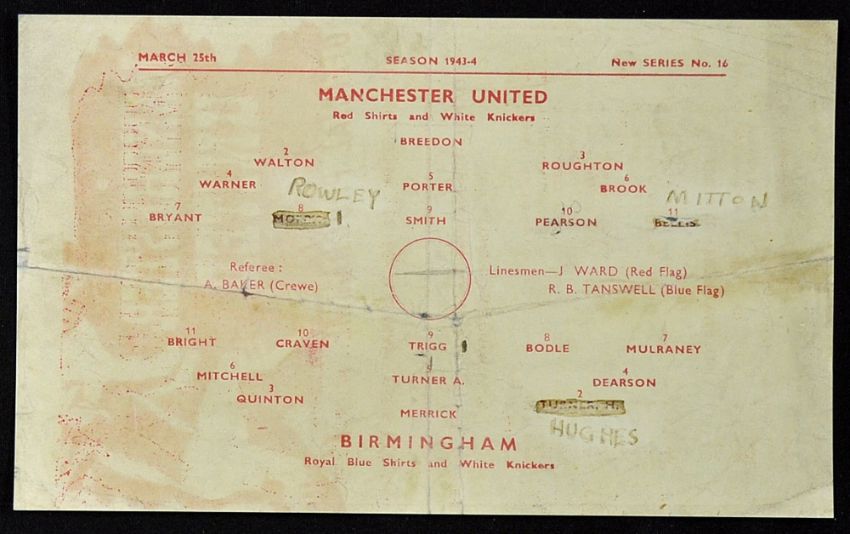 MARCH 25th SEASON 1943-4 New SERIES No. 16
MANCHESTER UNITED
Red Shirts and White Knickers
BREEDON
2 3
WALTON ROUGHTON
4 5 6
WARNER PORTER BROOK
ROWLEY MITTON
7 8 9 10 11
BRYANT MORRIS SMITH PEARSON BELLIS
Referee : Linesmen—J WARD (Red Flag)
A. BAKER (Crewe) R. B. TANSWELL (Blue Flag)
11 10 9 8 7
BRIGHT CRAVEN TRIGG BODLE MULRANEY
6 4
MITCHELL TURNER A. DEARSON
3 2
QUINTON TURNER, H.
MERRICK HUGHES
BIRMINGHAM
Royal Blue Shirts and White Knickers